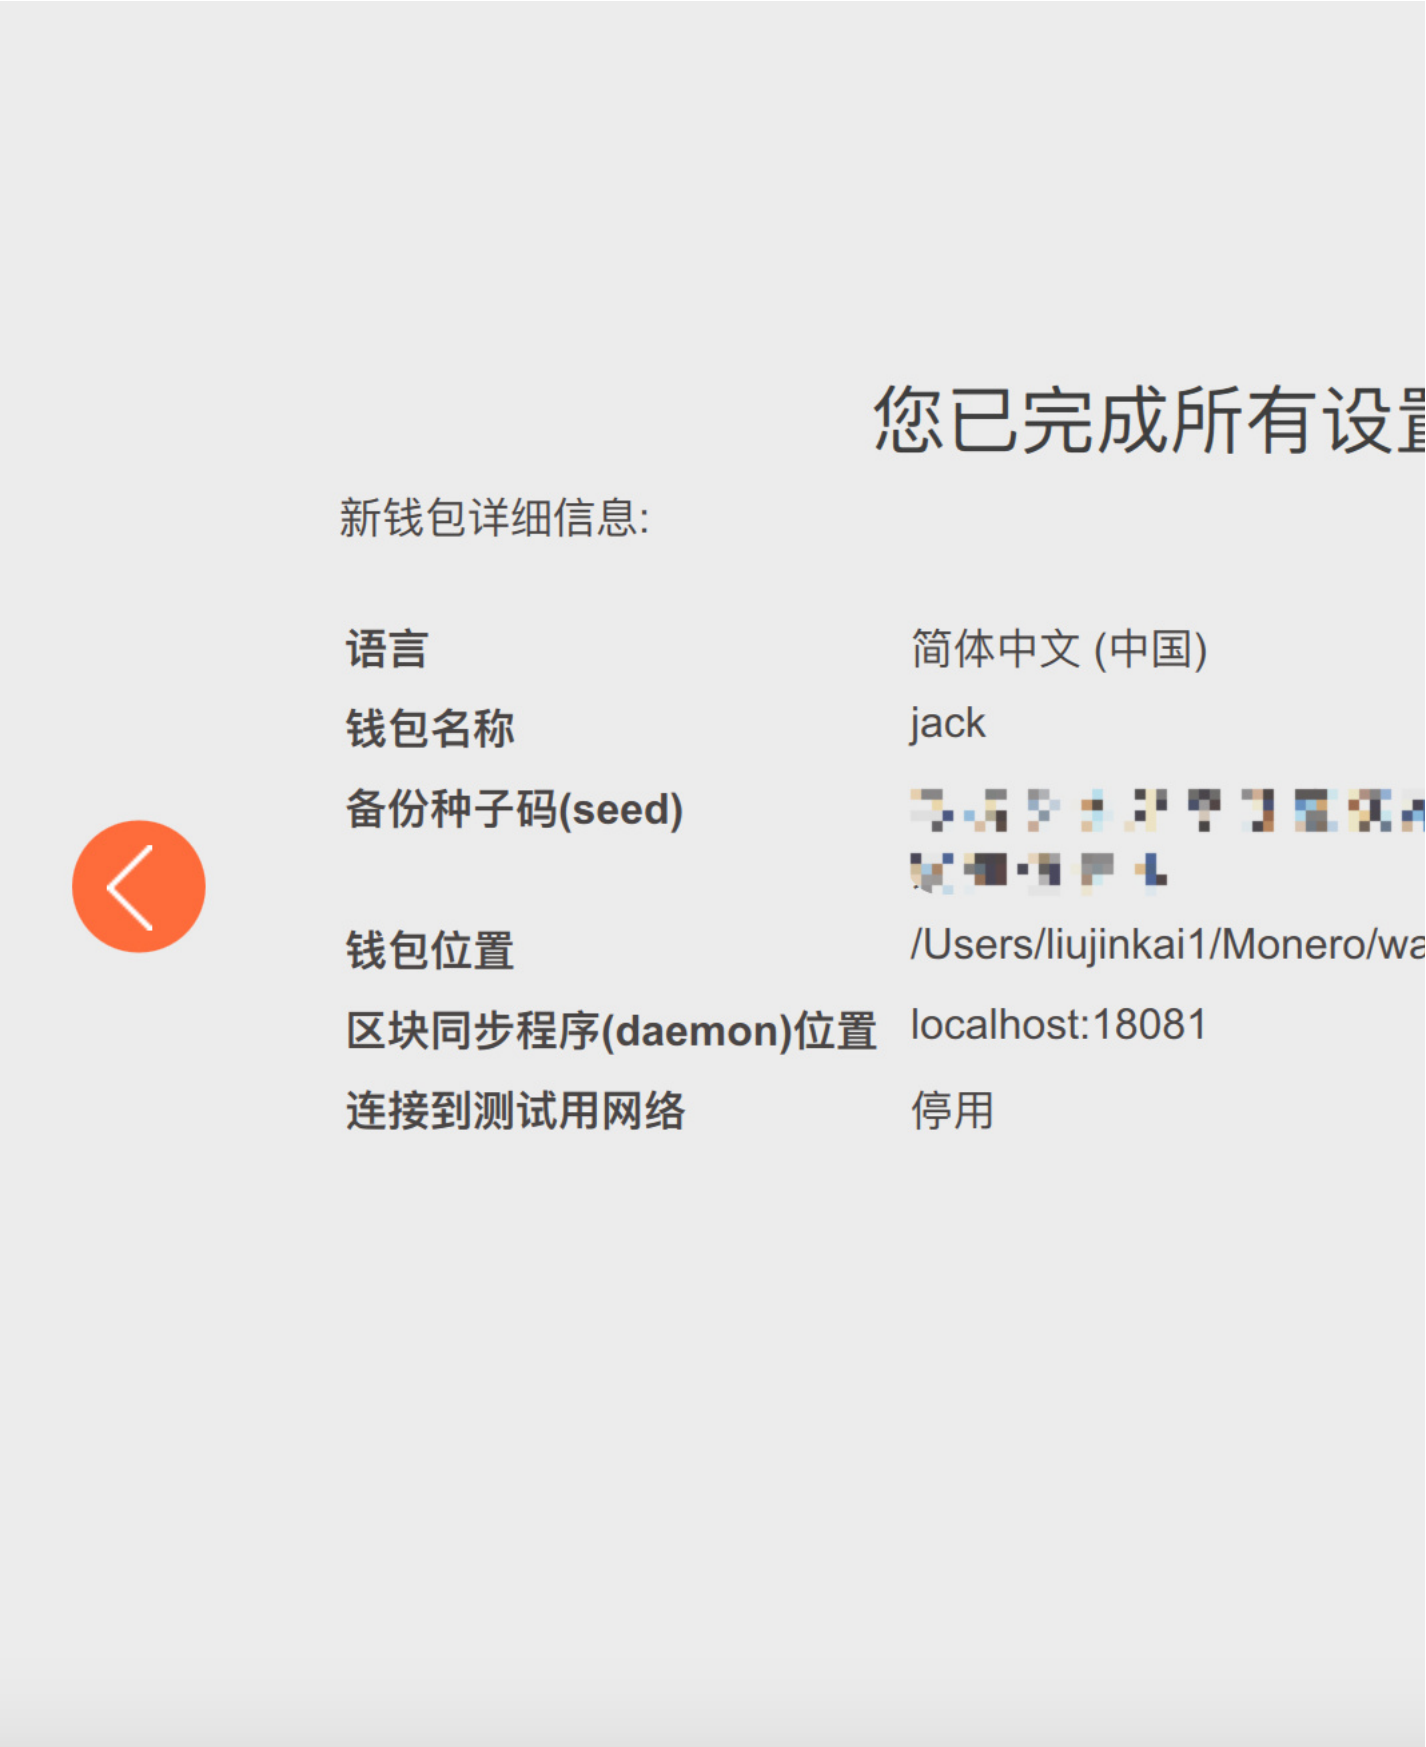 您已完成所有设
新钱包详细信息:
语言 简体中文 (中国)
钱包名称 jack
备份种子码(seed)
钱包位置 /Users/liujinkai1/Monero/wa
区块同步程序(daemon)位置 localhost:18081
连接到测试用网络 停用